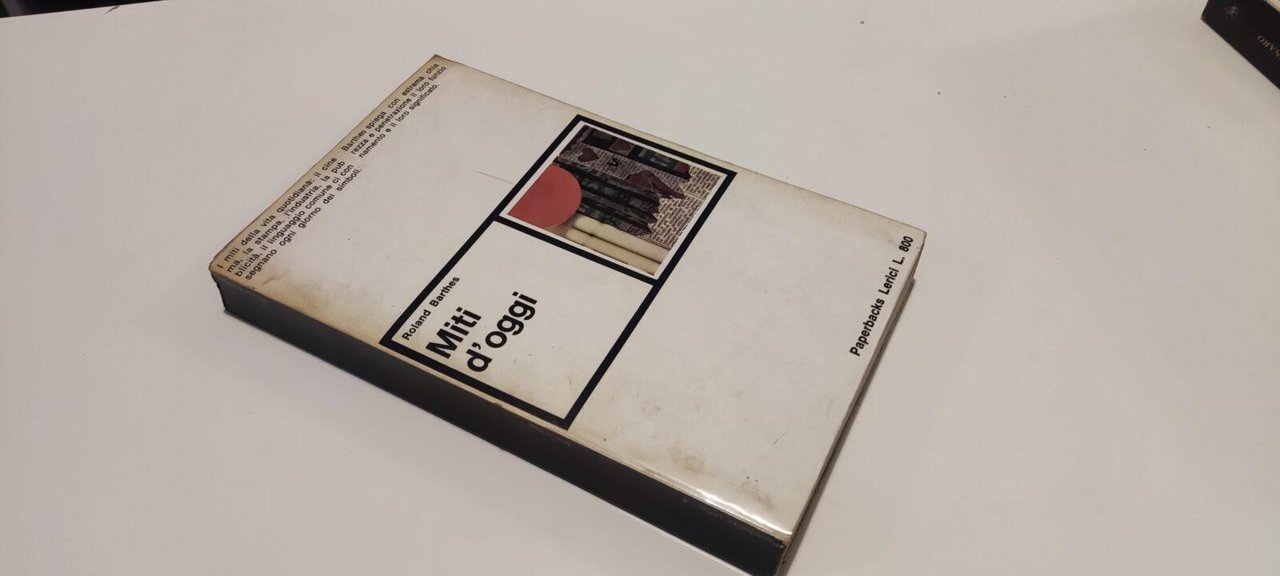 I miti della vita quotidiana: il cine
ma, la stampa, l'industria, la pub
blicità, il linguaggio comune ci con
segnano ogni giorno dei simboli.
Barthes spiega con estrema chia
rezza e penetrazione il loro funzio
namento e il loro significato.
Roland Barthes
Miti
d'oggi
Paperbacks Lerici L. 800